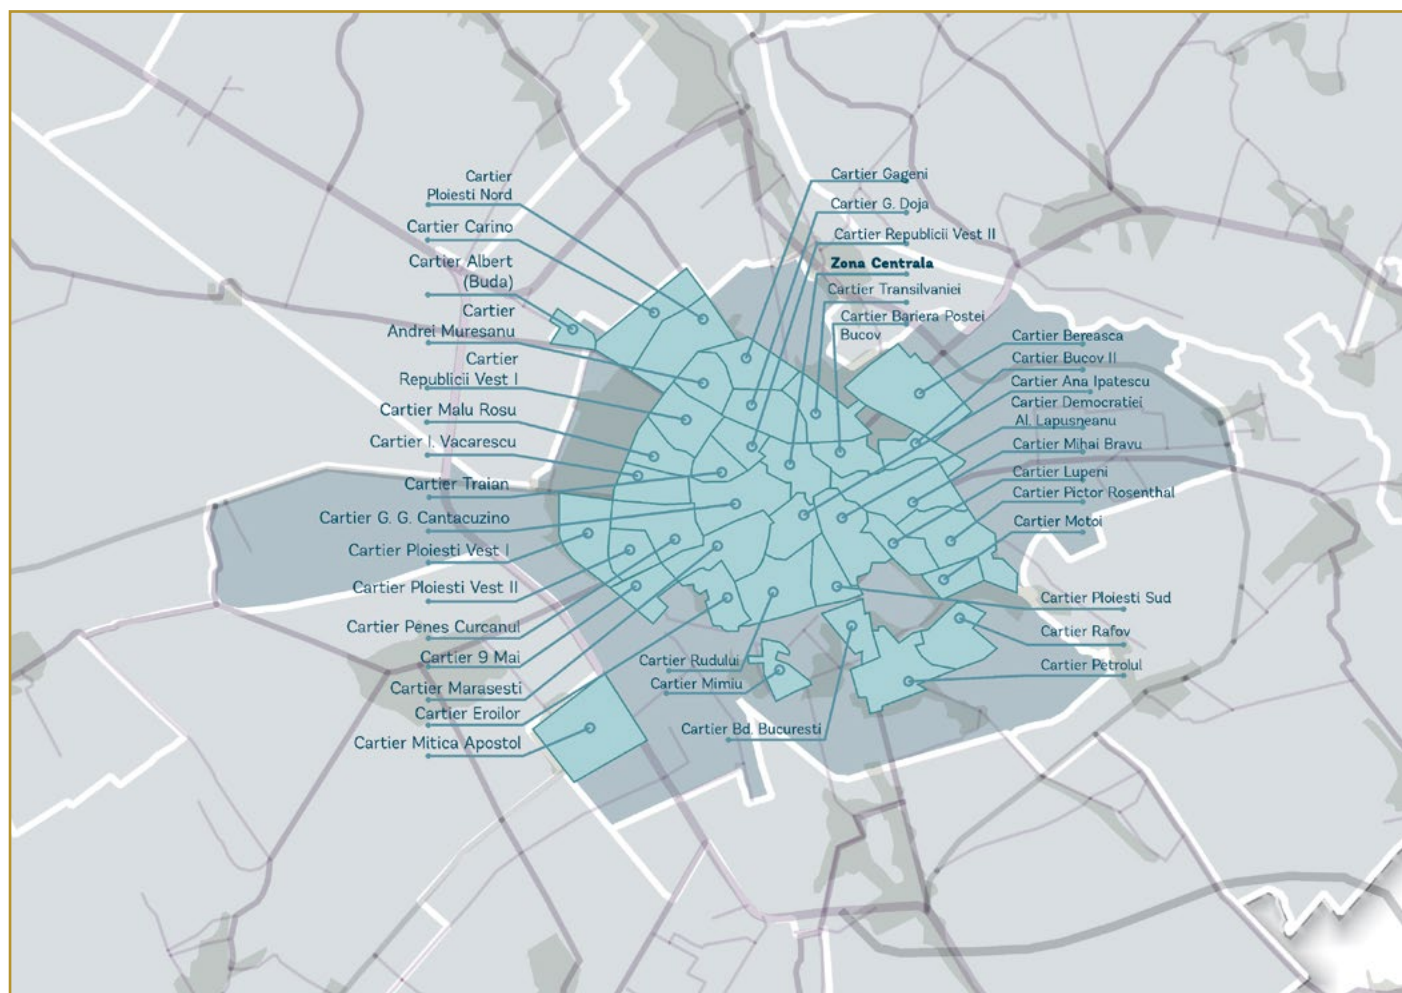 Cartier
Ploiesti Nord
Cartier Carino
Cartier Albert
(Buda)
Cartier
Andrei Muresanu
Cartier
Republicii Vest I
Cartier Malu Rosu
Cartier I. Vacarescu
Cartier Traian
Cartier G. G. Cantacuzino
Cartier Ploiesti Vest I
Cartier Ploiesti Vest II
Cartier Penes Curcanul
Cartier 9 Mai
Cartier Marasesti
Cartier Eroilor
Cartier Mitica Apostol
Cartier Gageni
Cartier G. Doja
Cartier Republicii Vest II
Zona Centrala
Cartier Transilvaniei
Cartier Bariera Postei
Bucov
Cartier Bereasca
Cartier Bucov II
Cartier Ana Ipatescu
Cartier Democratiei
Al. Lapusneanu
Cartier Mihai Bravu
Cartier Lupeni
Cartier Pictor Rosenthal
Cartier Motoi
Cartier Ploiesti Sud
Cartier Rafov
Cartier Petrolul
Cartier Rudului
Cartier Mimiu
Cartier Bd. Bucuresti